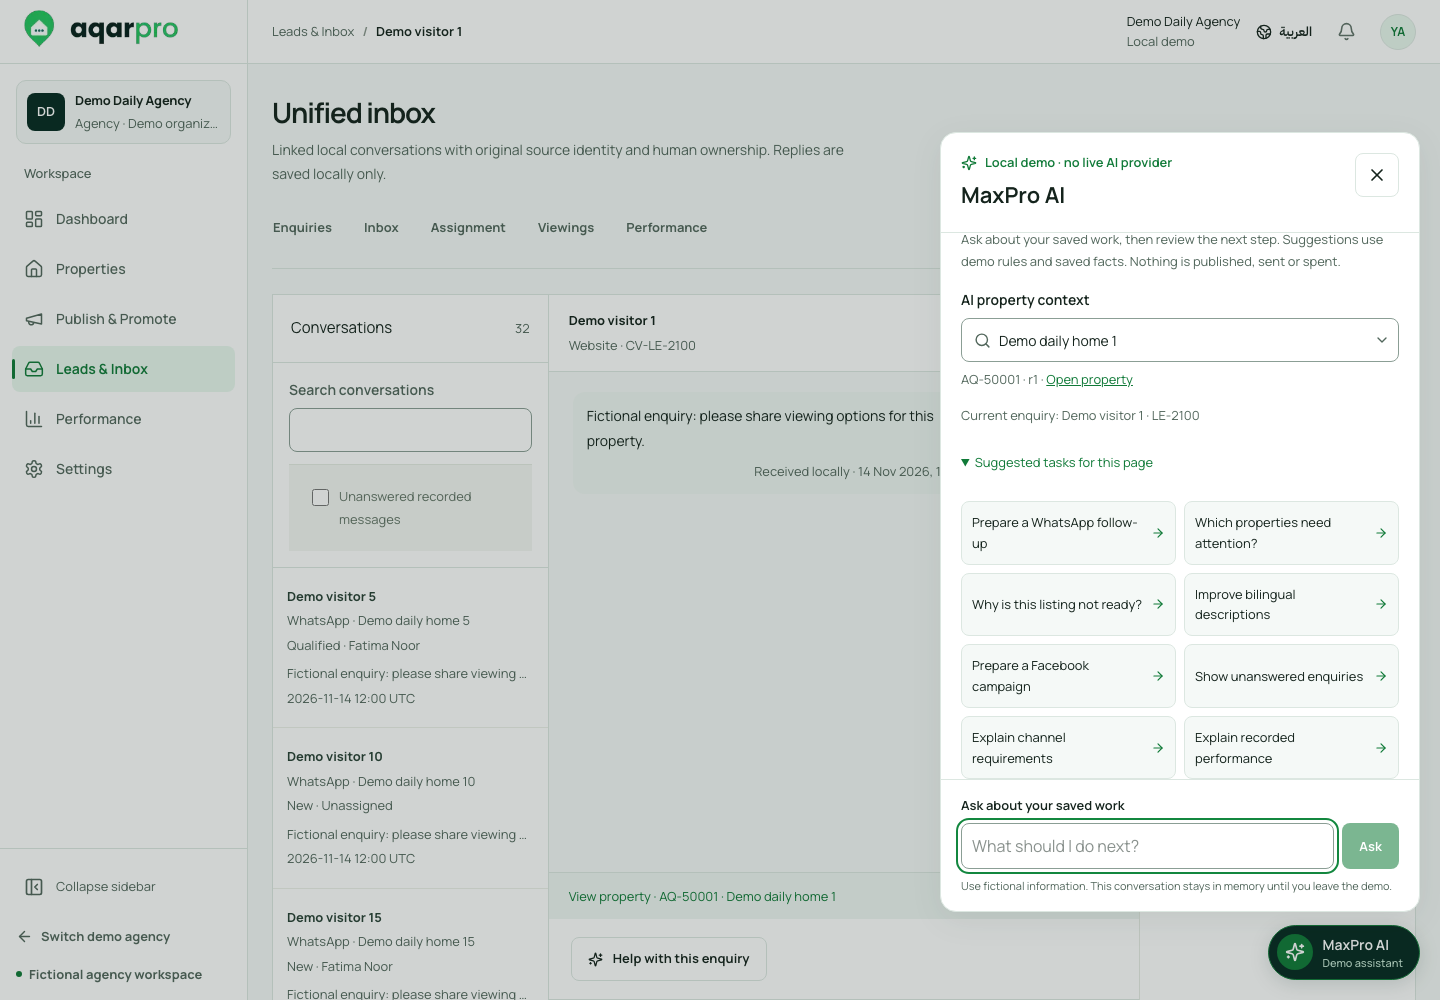 aqarpro
Leads & Inbox / Demo visitor 1
Demo Daily Agency
Local demo
العربية
YA
DD
Demo Daily Agency
Agency · Demo organiz...
Workspace
Dashboard
Properties
Publish & Promote
Leads & Inbox
Performance
Settings
Collapse sidebar
Switch demo agency
Fictional agency workspace
Unified inbox
Linked local conversations with original source identity and human ownership. Replies are
saved locally only.
Enquiries
Inbox
Assignment
Viewings
Performance
Conversations 32
Search conversations
Unanswered recorded
messages
Demo visitor 5
WhatsApp · Demo daily home 5
Qualified · Fatima Noor
Fictional enquiry: please share viewing ...
2026-11-14 12:00 UTC
Demo visitor 10
WhatsApp · Demo daily home 10
New · Unassigned
Fictional enquiry: please share viewing ...
2026-11-14 12:00 UTC
Demo visitor 15
WhatsApp · Demo daily home 15
New · Fatima Noor
Fictional enquiry: please share viewing ...
Demo visitor 1
Website · CV-LE-2100
Fictional enquiry: please share viewing options for this
property.
Received locally · 14 Nov 2026, 1
View property · AQ-50001 · Demo daily home 1
Help with this enquiry
Local demo · no live AI provider
MaxPro AI
Ask about your saved work, then review the next step. Suggestions use
demo rules and saved facts. Nothing is published, sent or spent.
AI property context
Demo daily home 1
AQ-50001 · r1 · Open property
Current enquiry: Demo visitor 1 · LE-2100
Suggested tasks for this page
Prepare a WhatsApp follow-
up
Which properties need
attention?
Why is this listing not ready?
Improve bilingual
descriptions
Prepare a Facebook
campaign
Show unanswered enquiries
Explain channel
requirements
Explain recorded
performance
Ask about your saved work
What should I do next?
Ask
Use fictional information. This conversation stays in memory until you leave the demo.
MaxPro AI
Demo assistant